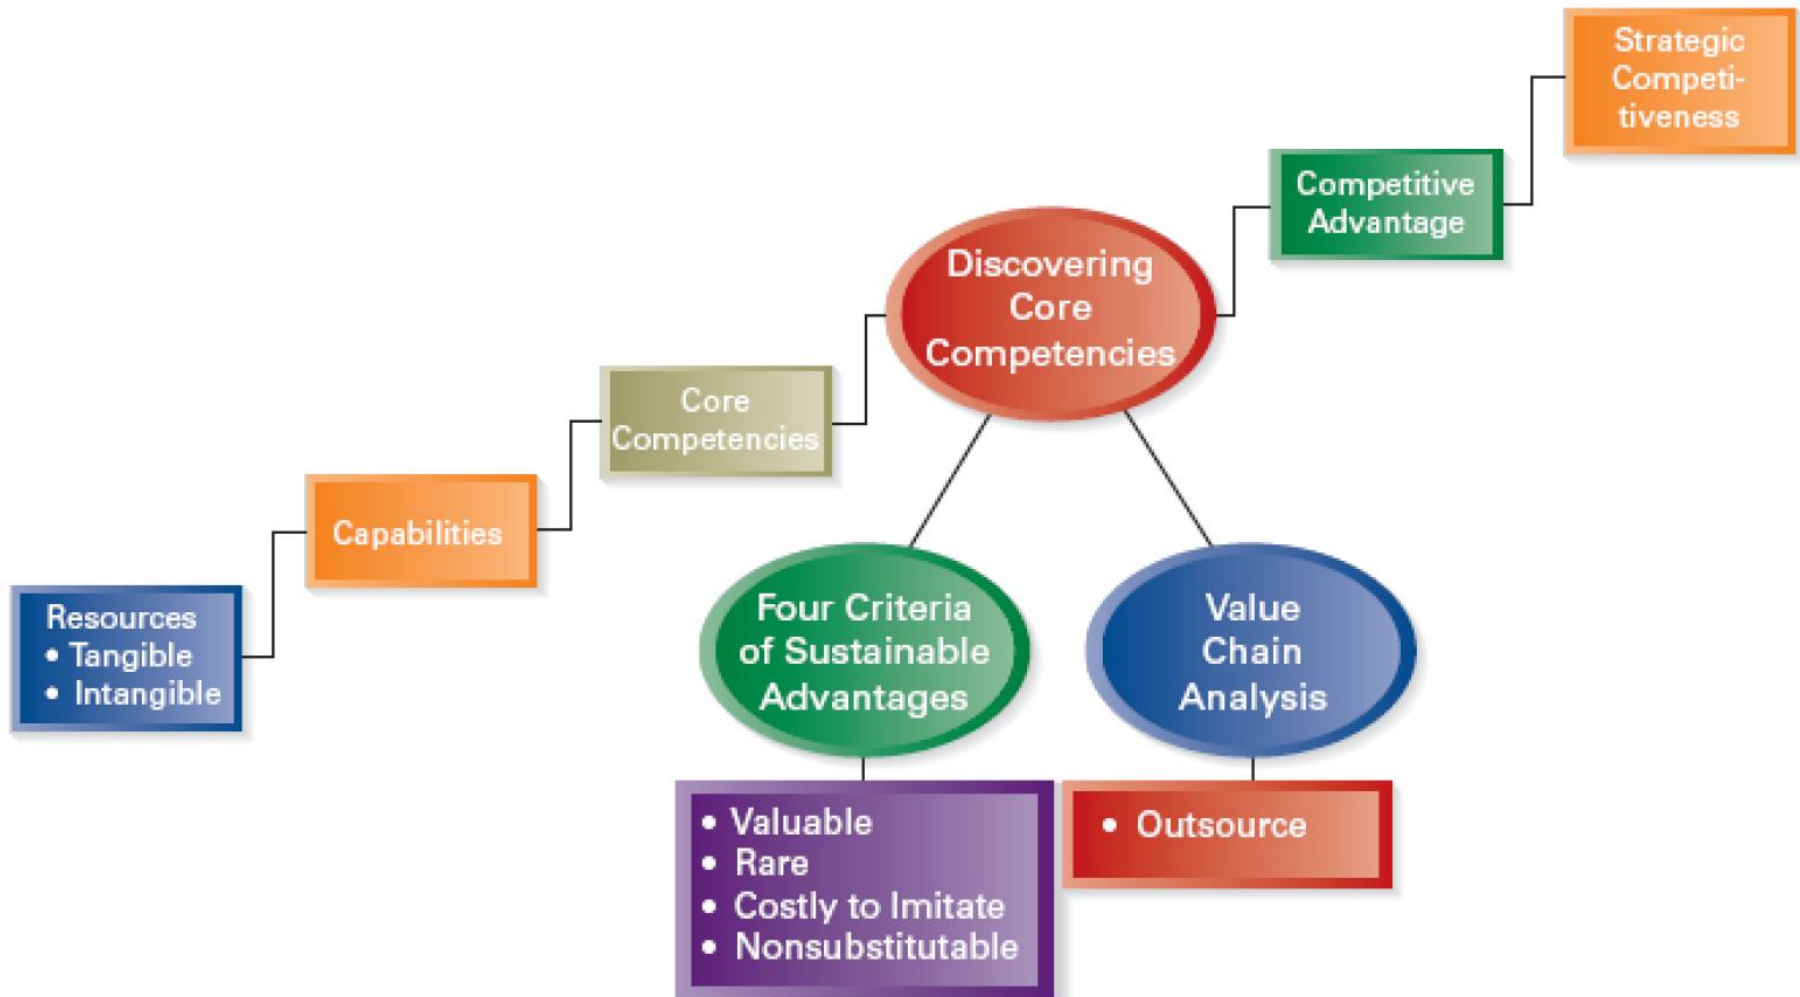 Strategic
Competi-
tiveness
Competitive
Advantage
Discovering
Core
Competencies
Core
Competencies
Capabilities
Resources
• Tangible
• Intangible
Four Criteria
of Sustainable
Advantages
Value
Chain
Analysis
• Valuable
• Rare
• Costly to Imitate
• Nonsubstitutable
• Outsource